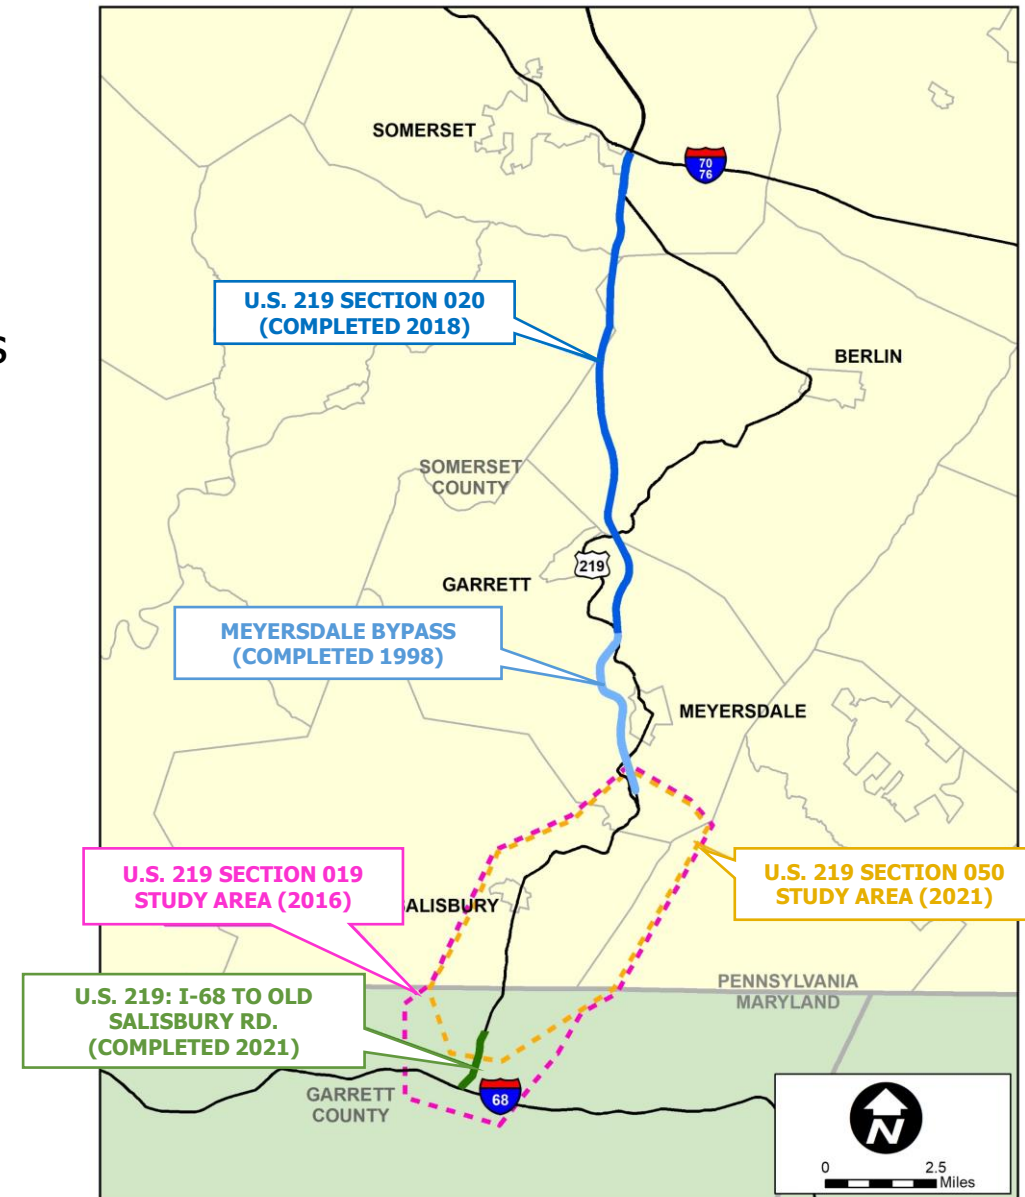 SOMERSET
70
76
U.S. 219 SECTION 020
(COMPLETED 2018)
S
BERLIN
SOMERSET
COUNTY
219
GARRETT
MEYERSDALE BYPASS
(COMPLETED 1998)
MEYERSDALE
U.S. 219 SECTION 019
STUDY AREA (2016)
U.S. 219 SECTION 050
STUDY AREA (2021)
ALISBURY
PENNSYLVANIA
MARYLAND
U.S. 219: I-68 TO OLD
SALISBURY RD.
(COMPLETED 2021)
GARRETT
COUNTY
68
N
0 2.5
Miles